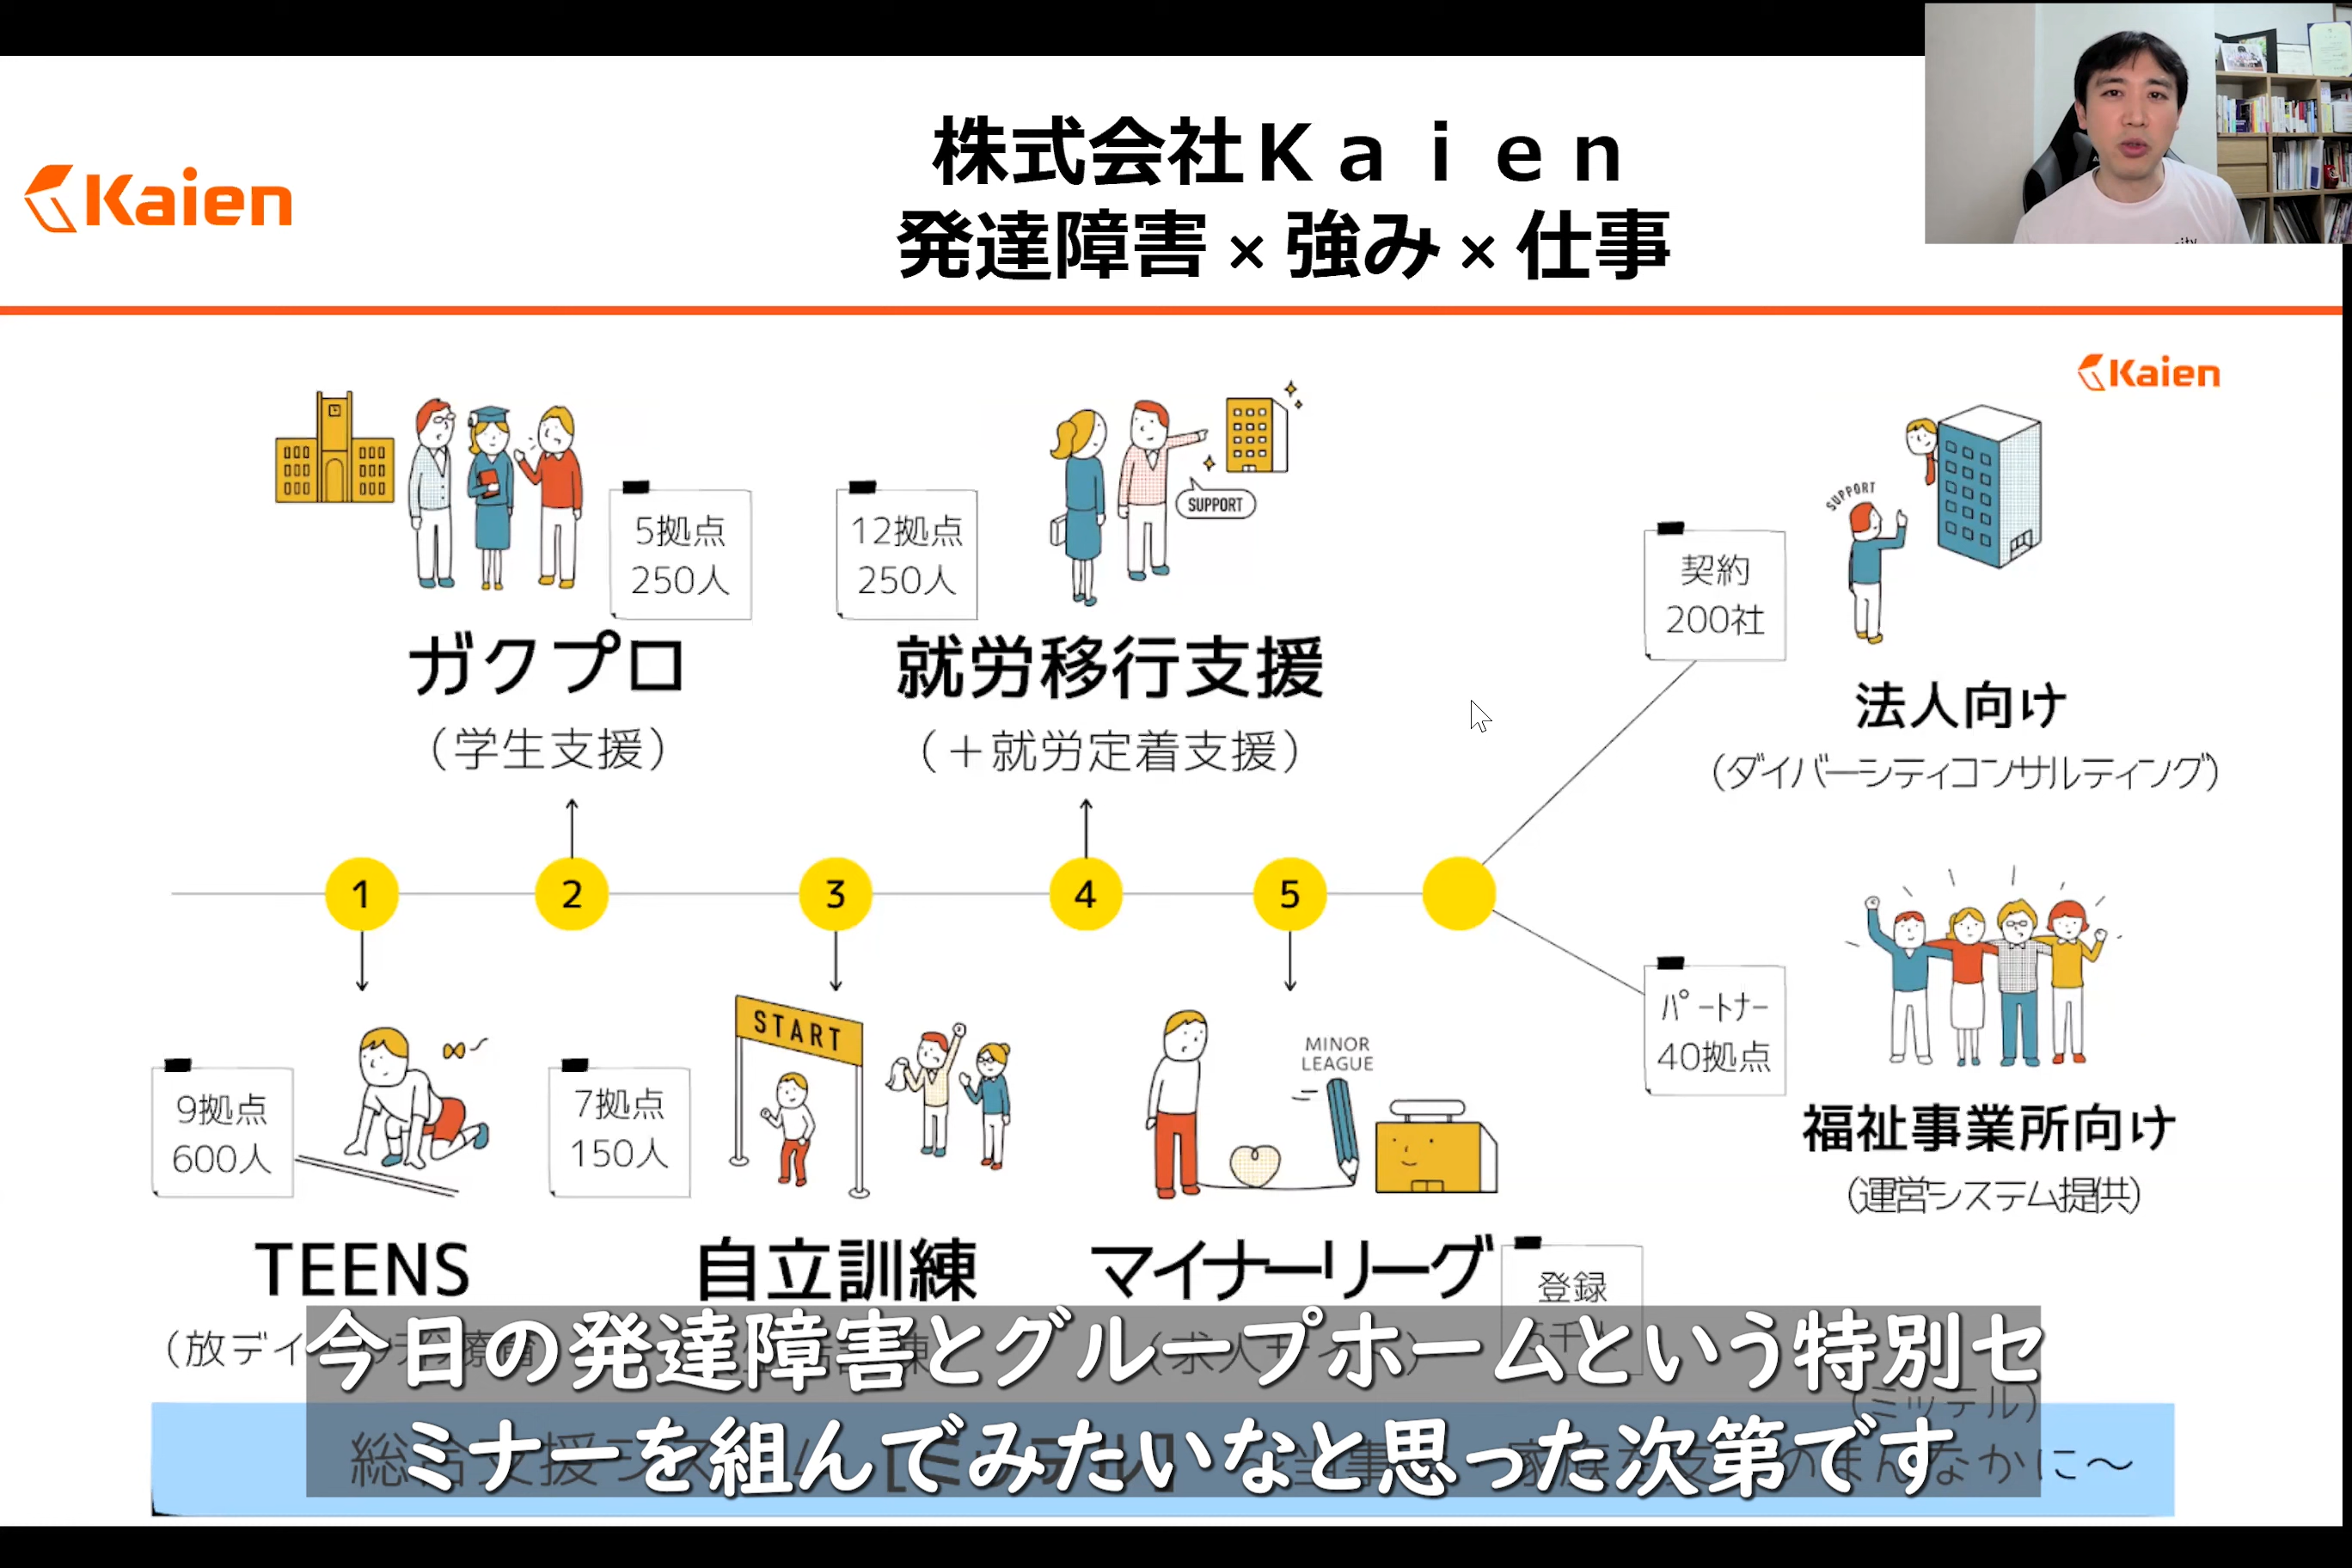 株式会社Ｋａｉｅｎ
発達障害×強み×仕事
Kaien
Kaien
5拠点
250人
ガクプロ
（学生支援）
12拠点
250人
SUPPORT
就労移行支援
（＋就労定着支援）
契約
200社
SUPPORT
法人向け
（ダイバーシティコンサルティング）
1
2
3
4
5
9拠点
600人
TEENS
7拠点
150人
START
自立訓練
MINOR
LEAGUE
マイナーリーグ
登録
パートナー
40拠点
福祉事業所向け
（運営システム提供）
今日の発達障害とグループホームという特別セ
ミナーを組んでみたいなと思った次第です